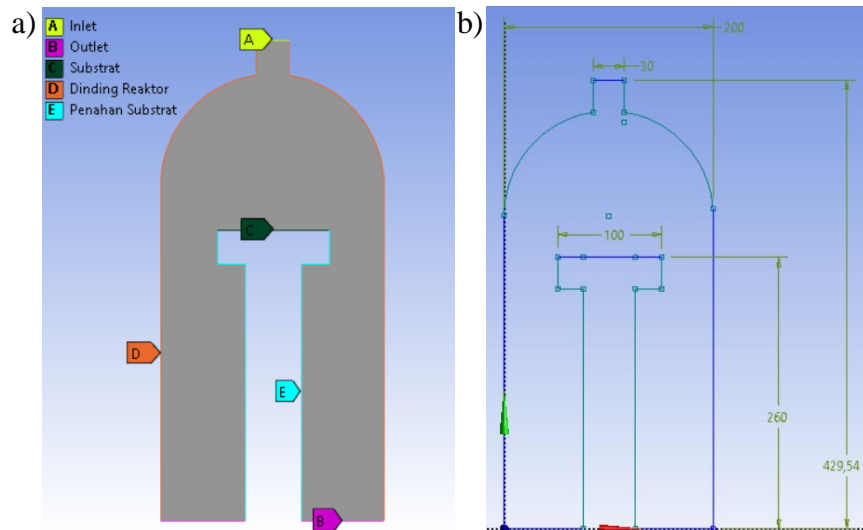 a)
A Inlet
B Outlet
C Substrat
D Dinding Reaktor
E Penahan Substrat
A
C
D
E
B
b)
200
30
100
260
429,54